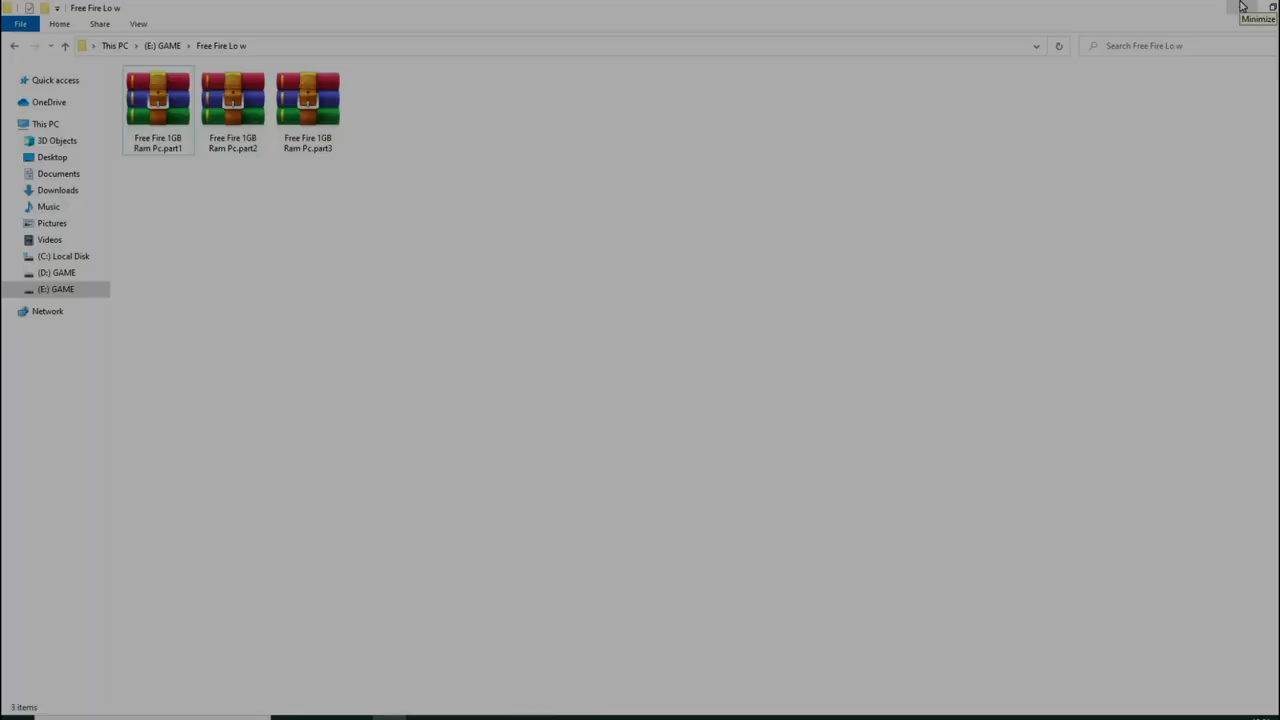 Free Fire Lo w
Minimize
File Home Share View
This PC (E:) GAME Free Fire Lo w
Search Free Fire Lo w
Quick access
OneDrive
This PC
3D Objects
Desktop
Documents
Downloads
Music
Pictures
Videos
(C:) Local Disk
(D:) GAME
(E:) GAME
Network
Free Fire 1GB
Ram Pc.part1
Free Fire 1GB
Ram Pc.part2
Free Fire 1GB
Ram Pc.part3
3 items